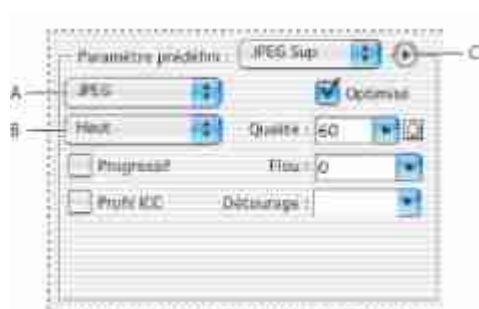 Paramètre prédéfini : JPEG Sup C
A JPEG Optimisé
B Haut Qualité : 60
Progressif Flou : 0
Profil ICC Détourage :